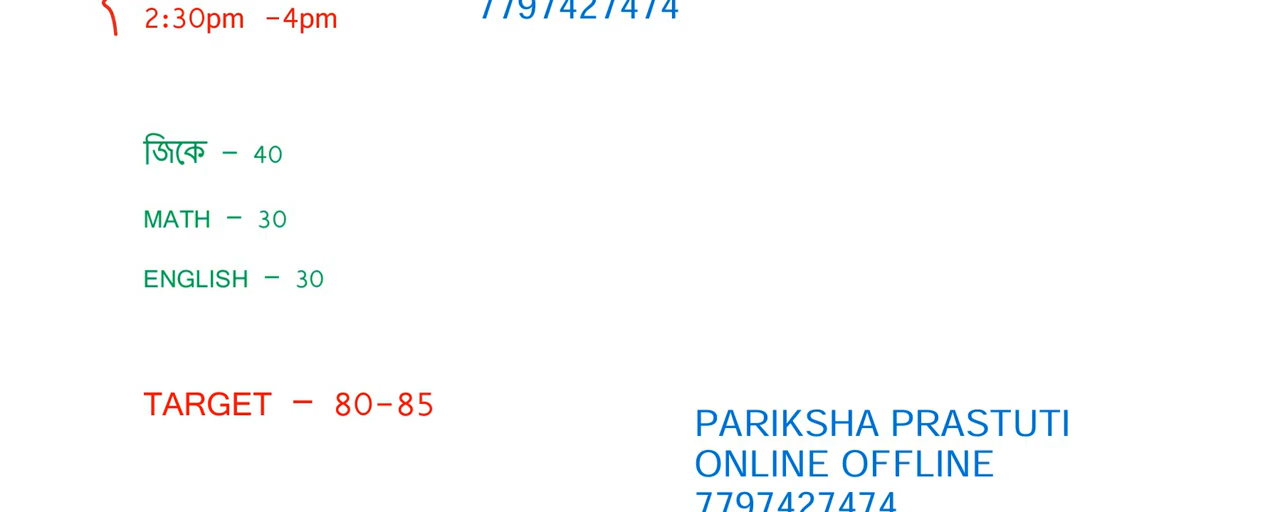 2:30pm -4pm
7797427474
জিকে - 40
MATH - 30
ENGLISH - 30
TARGET - 80-85
PARIKSHA PRASTUTI
ONLINE OFFLINE
7797427474